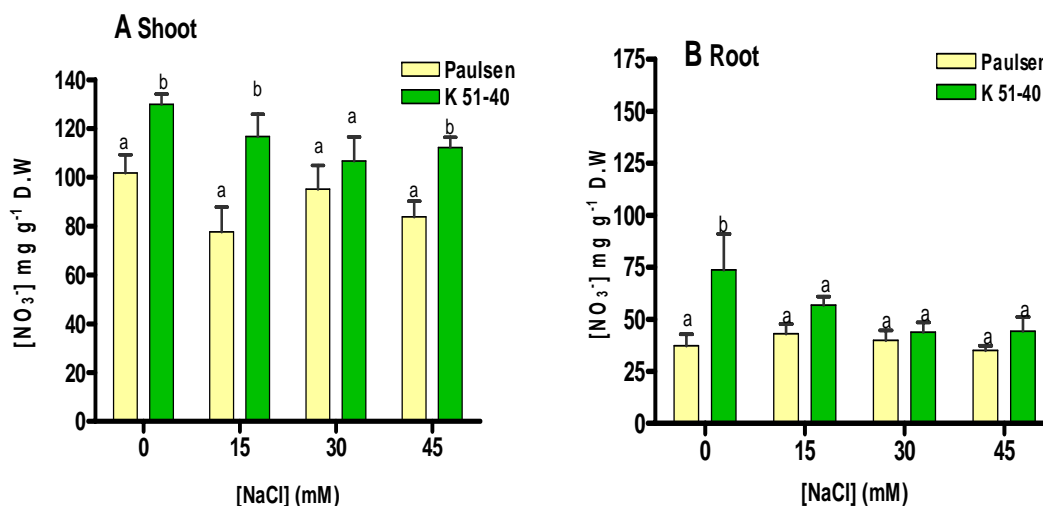 A Shoot
Paulsen
K 51-40
[NO₃⁻] mg g⁻¹ D.W
140
120
100
80
60
40
20
0
a
b
a
b
a
a
a
b
0 15 30 45
[NaCl] (mM)
B Root
Paulsen
K 51-40
[NO₃⁻] mg g⁻¹ D.W
175
150
125
100
75
50
25
0
a
b
a
a
a
a
a
a
0 15 30 45
[NaCl] (mM)